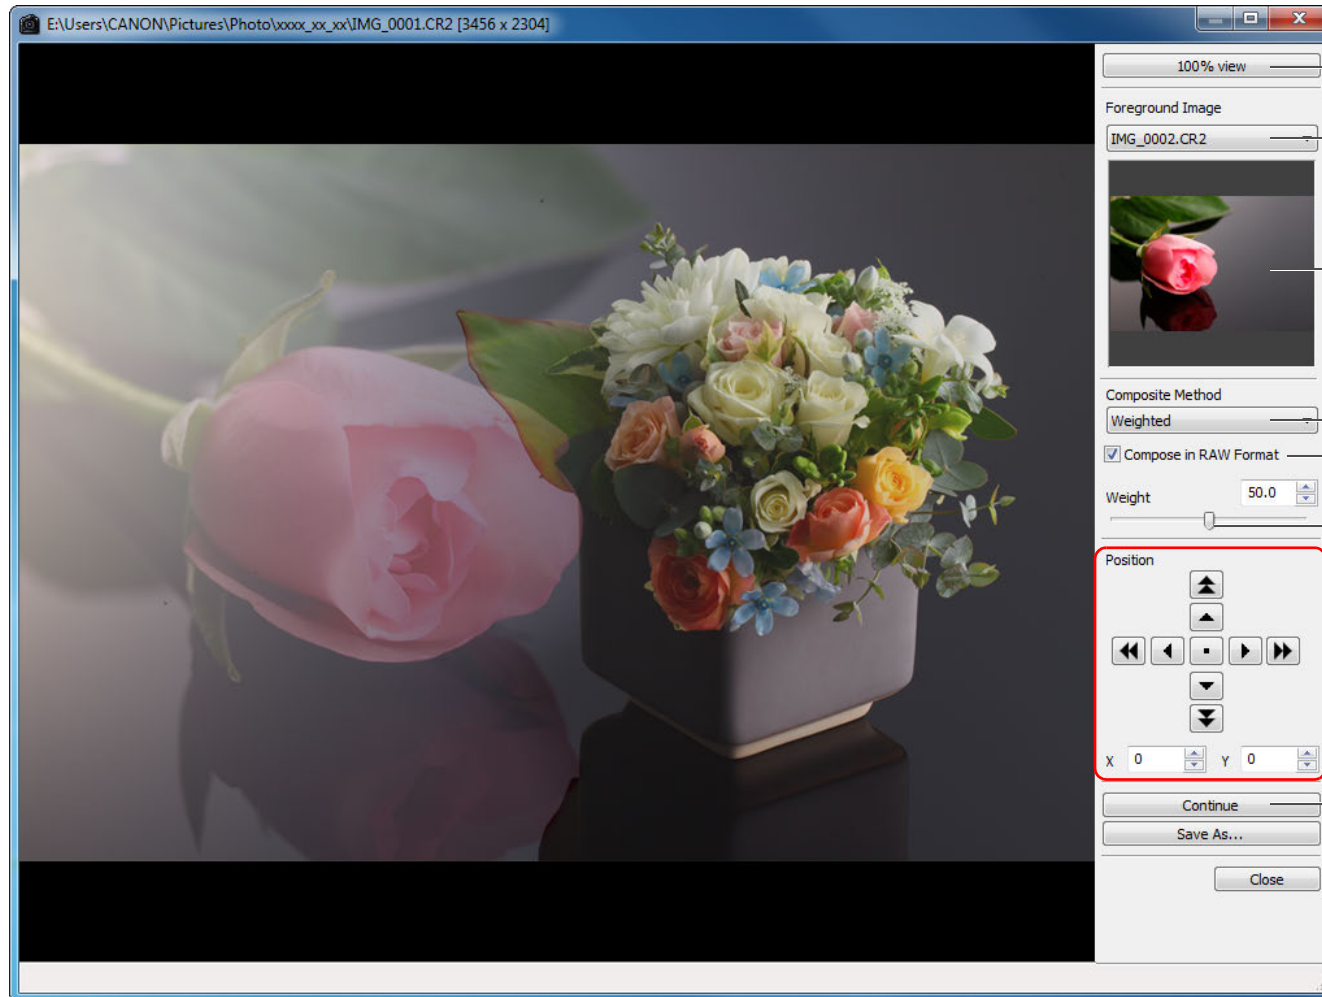 E:\Users\CANON\Pictures\Photo\xxxx_xx_xx\IMG_0001.CR2 [3456 x 2304]
100% view
Foreground Image
IMG_0002.CR2
Composite Method
Weighted
Compose in RAW Format
Weight 50.0
Position
X 0 Y 0
Continue
Save As...
Close